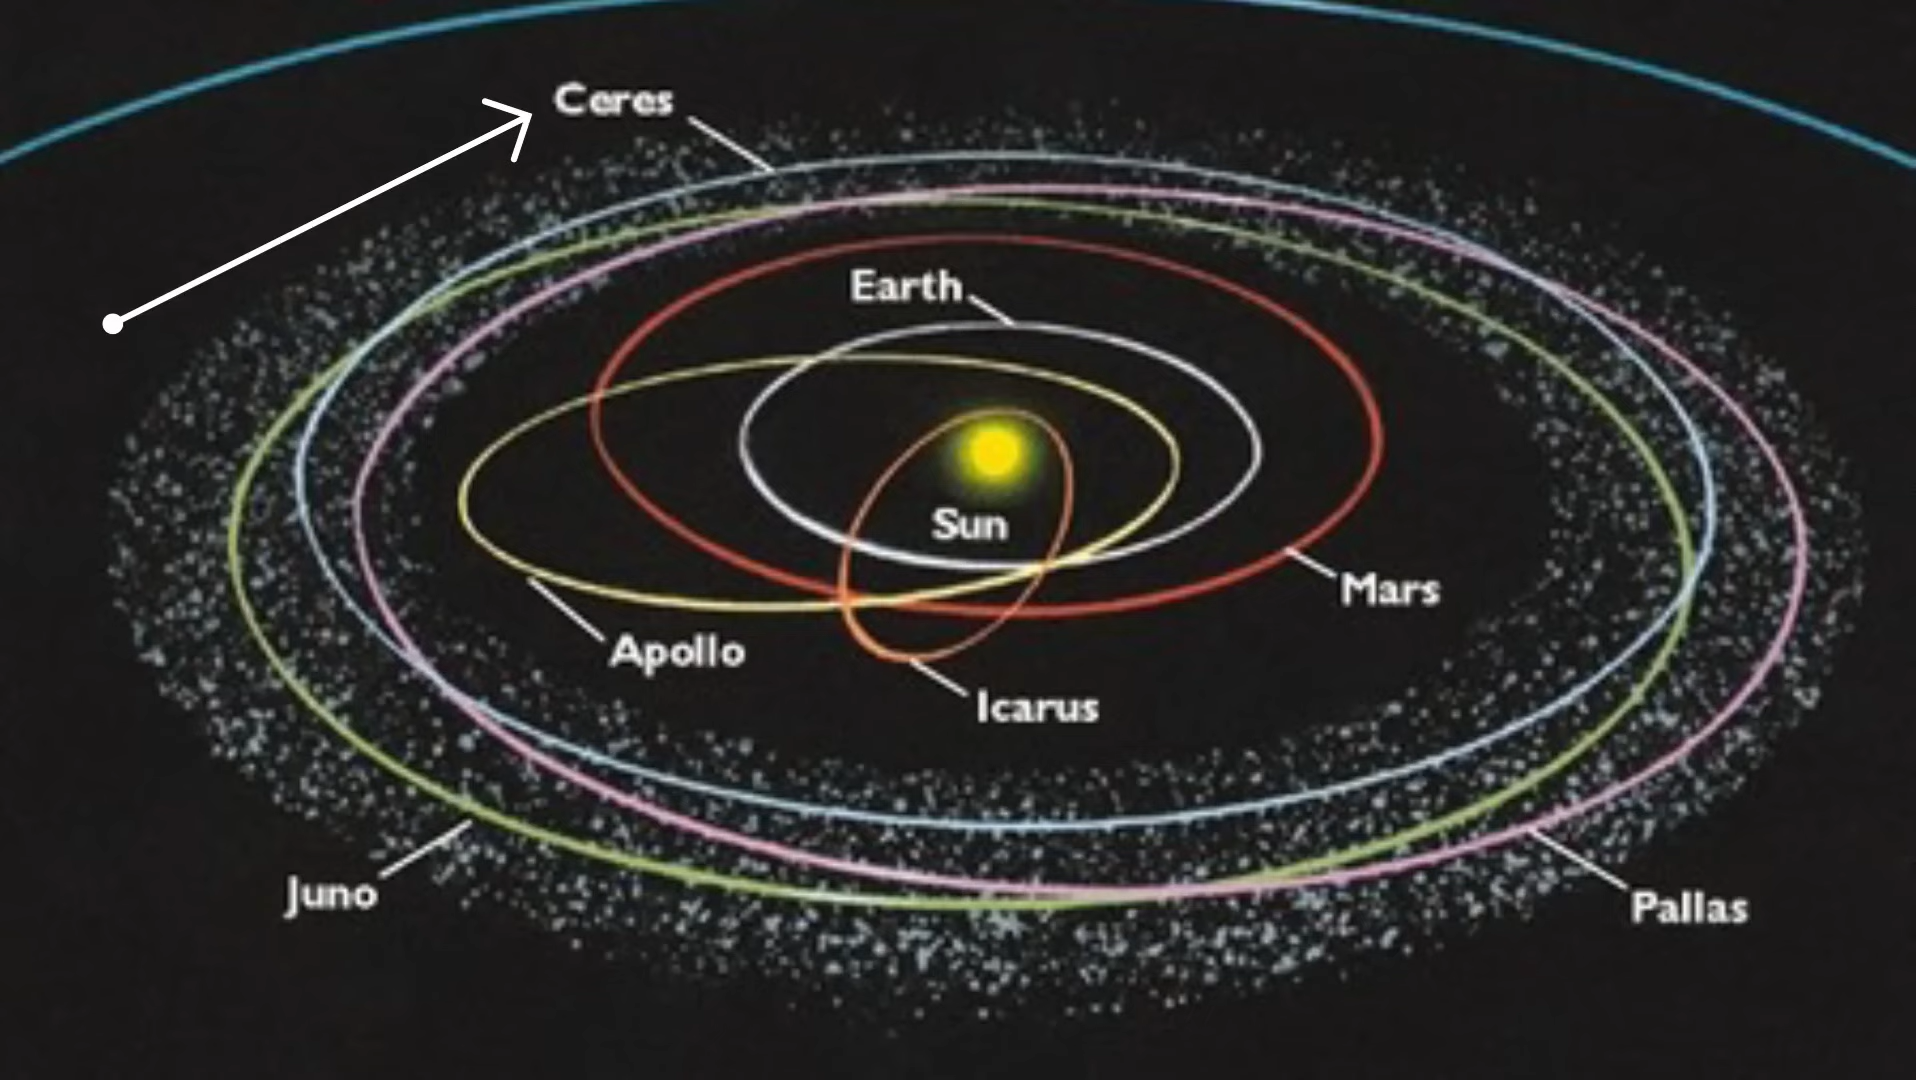 Ceres
Earth
Sun
Mars
Apollo
Icarus
Juno
Pallas